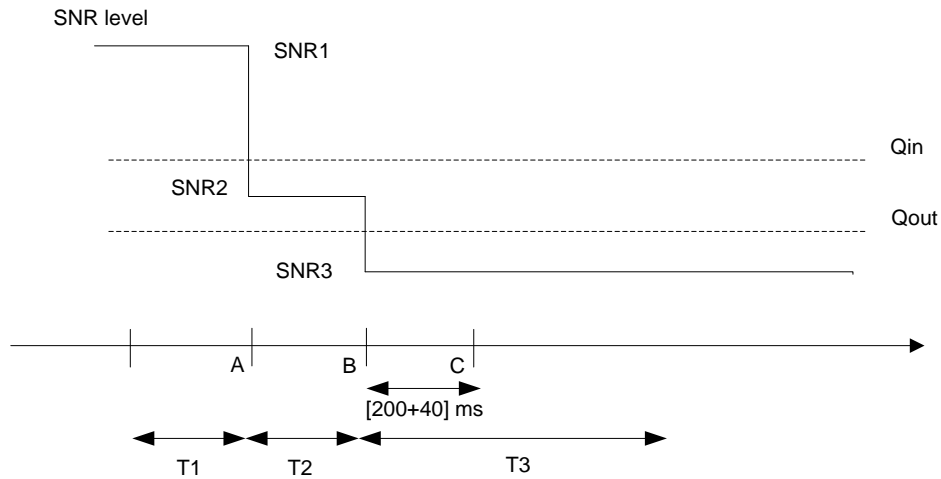 SNR level
SNR1
Qin
SNR2
Qout
SNR3
A
B
C
[200+40] ms
T1
T2
T3